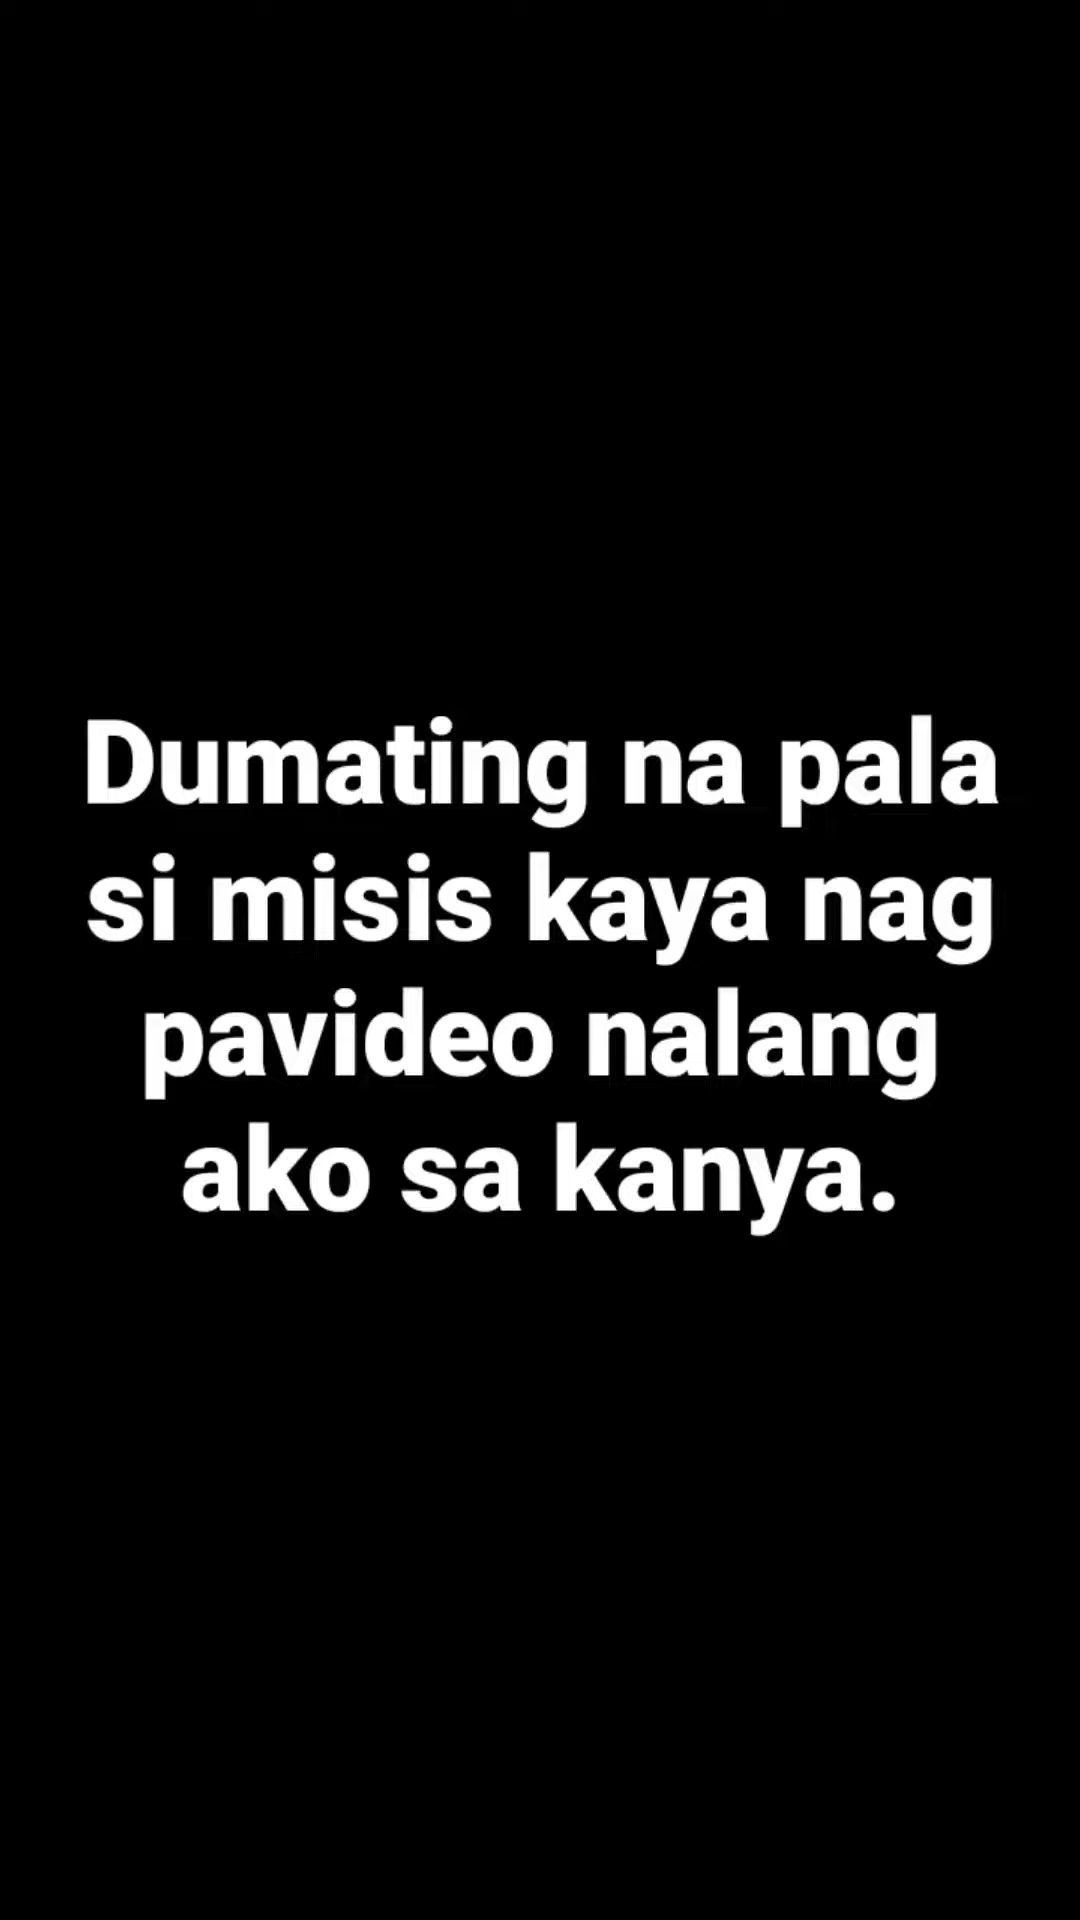 Dumating na pala
si misis kaya nag
pavideo nalang
ako sa kanya.